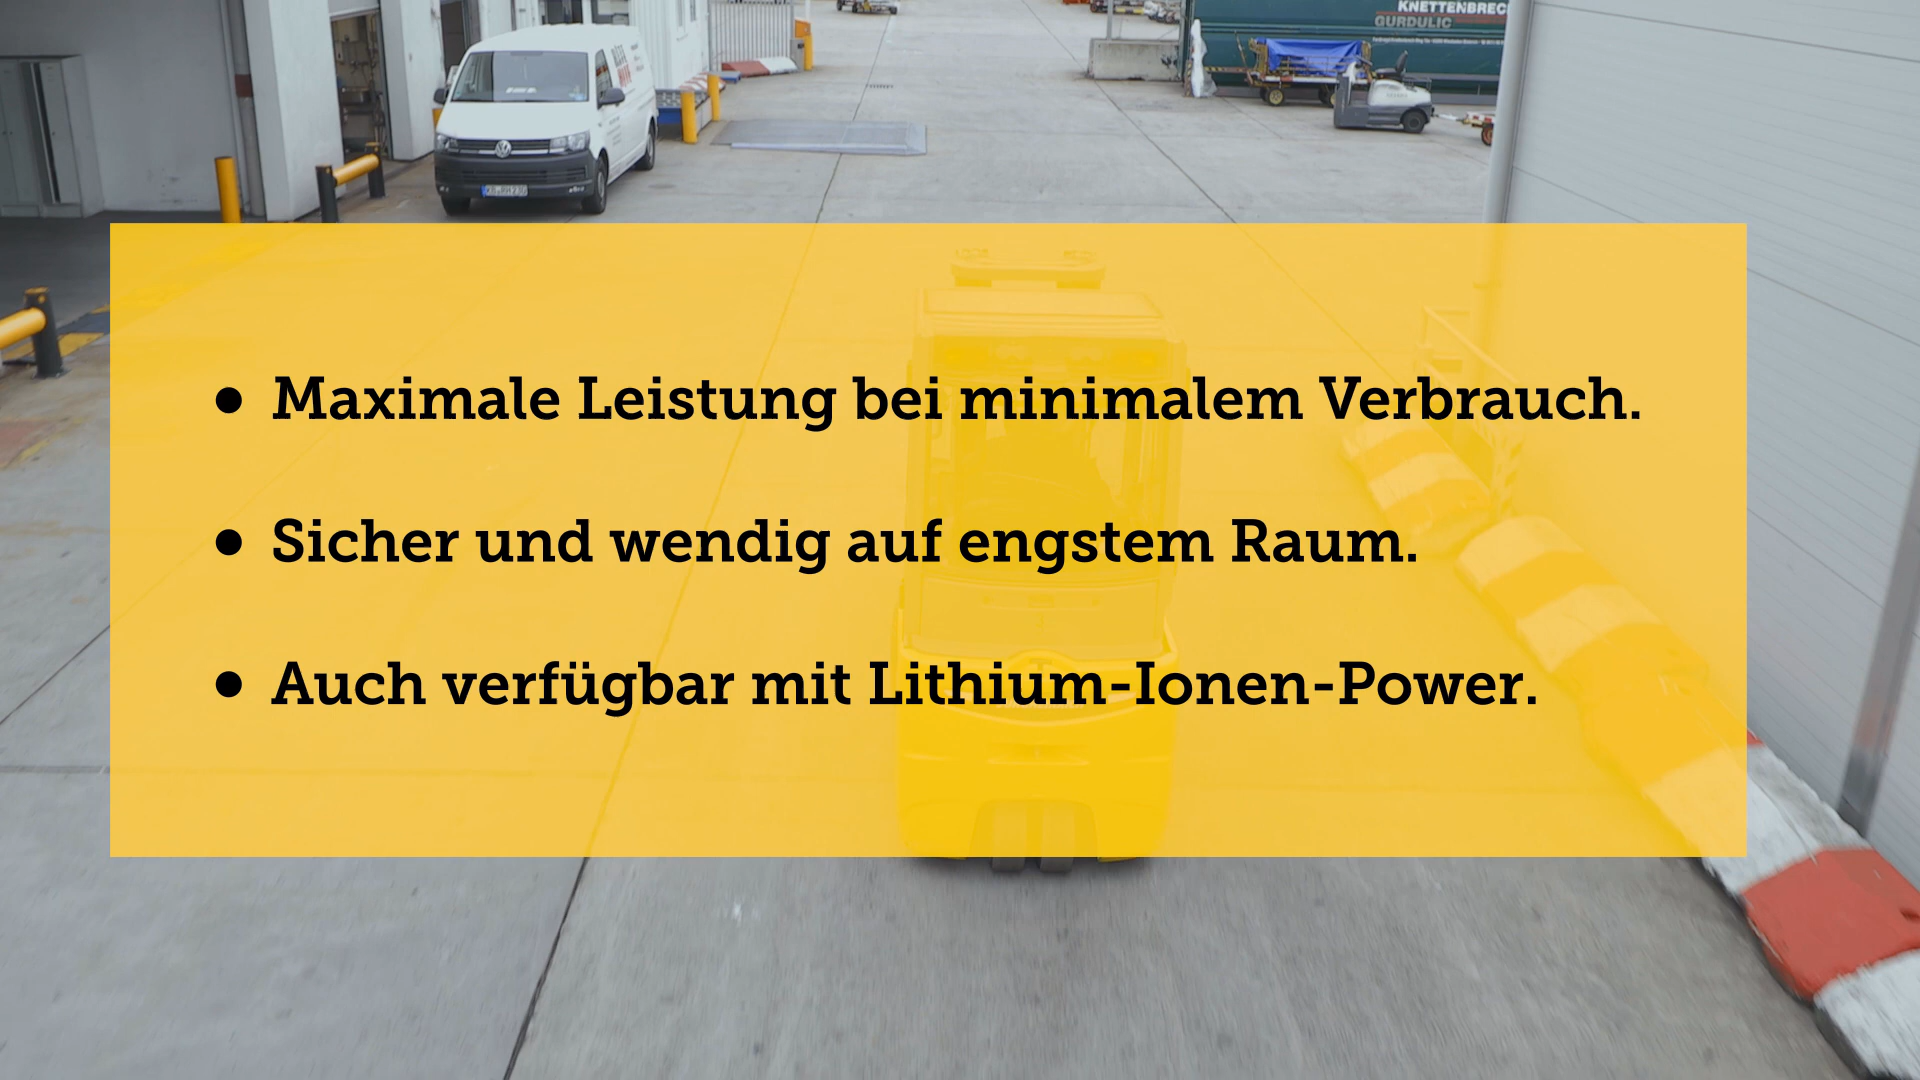 KNETTENBREC
GURDULIC
• Maximale Leistung bei minimalem Verbrauch.
• Sicher und wendig auf engstem Raum.
• Auch verfügbar mit Lithium-Ionen-Power.